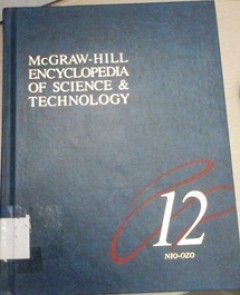 McGRAW-HILL
ENCYCLOPEDIA
OF SCIENCE &
TECHNOLOGY
12
NIO-OZO